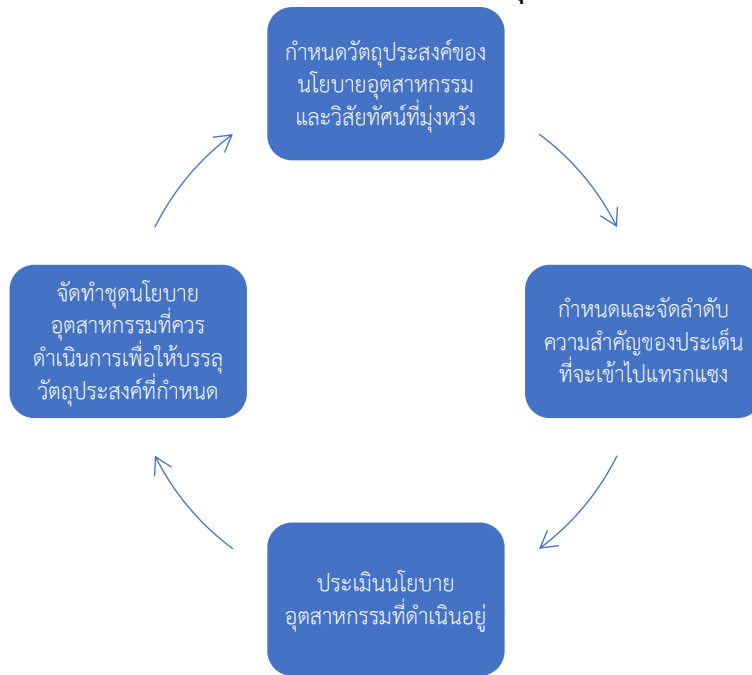 กำหนดวัตถุประสงค์ของ
นโยบายอุตสาหกรรม
และวิสัยทัศน์ที่มุ่งหวัง
กำหนดและจัดลำดับ
ความสำคัญของประเด็น
ที่จะเข้าไปแทรกแซง
ประเมินนโยบาย
อุตสาหกรรมที่ดำเนินอยู่
จัดทำชุดนโยบาย
อุตสาหกรรมที่ควร
ดำเนินการเพื่อให้บรรลุ
วัตถุประสงค์ที่กำหนด